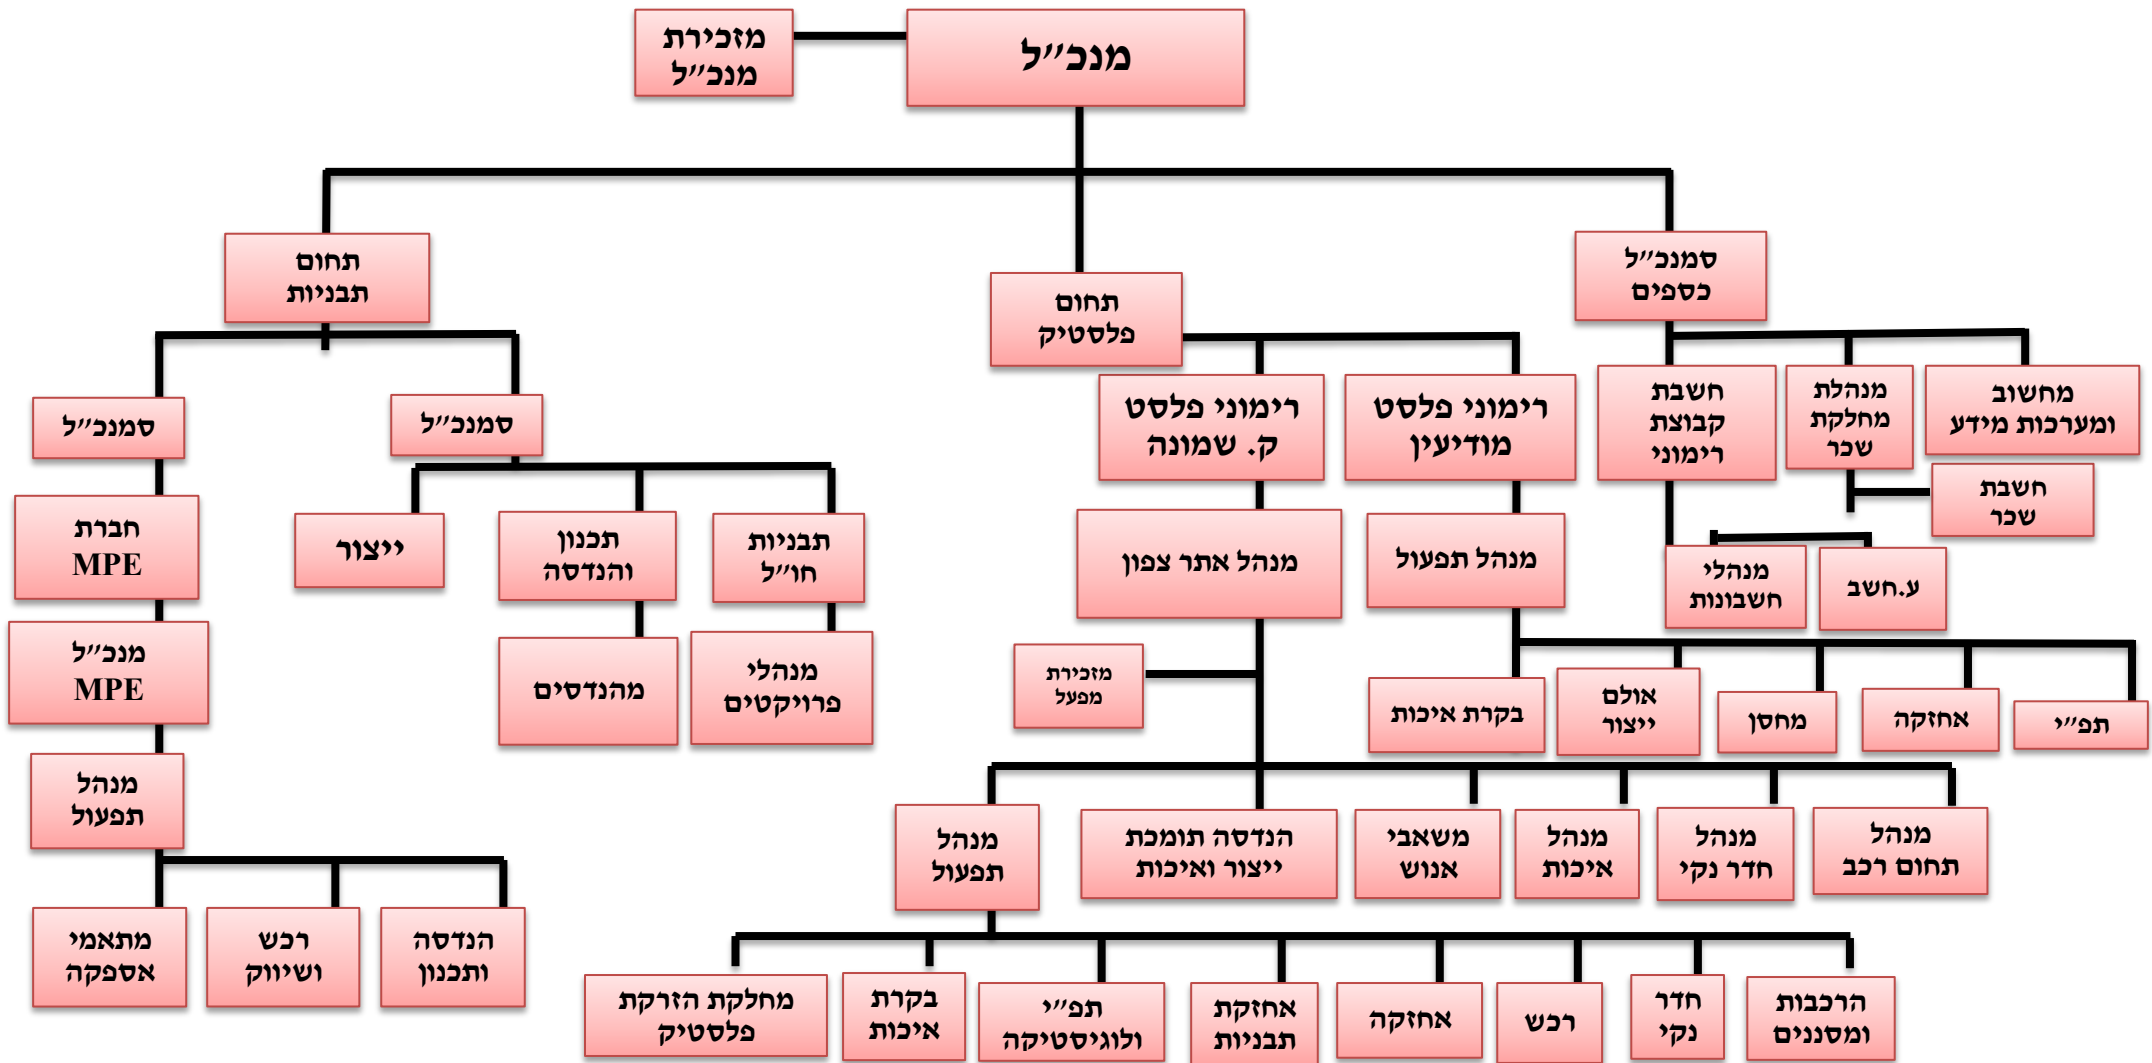 מנכ״ל
מזכירת
מנכ״ל
סמנכ״ל
כספים
תחום
פלסטיק
תחום
תבניות
מחשוב
ומערכות מידע
מנהלת
מחלקת
שכר
חשבת
קבוצת
רימוני
רימוני פלסט
מודיעין
רימוני פלסט
ק. שמונה
סמנכ״ל
סמנכ״ל
חשבת
שכר
ע.חשב
מנהלי
חשבונות
מנהל תפעול
מנהל אתר צפון
תבניות
חו״ל
תכנון
והנדסה
ייצור
חברת
MPE
תפ״י
אחזקה
מחסן
אולם
ייצור
בקרת איכות
מזכירת
מפעל
מנהלי
פרויקטים
מהנדסים
מנכ״ל
MPE
מנהל
תחום רכב
מנהל
חדר נקי
מנהל
איכות
משאבי
אנוש
הנדסה תומכת
ייצור ואיכות
מנהל
תפעול
מנהל
תפעול
הנדסה
ותכנון
רכש
ושיווק
מתאמי
אספקה
הרכבות
ומסננים
חדר
נקי
רכש
אחזקה
אחזקת
תבניות
תפ״י
ולוגיסטיקה
בקרת
איכות
מחלקת הזרקת
פלסטיק